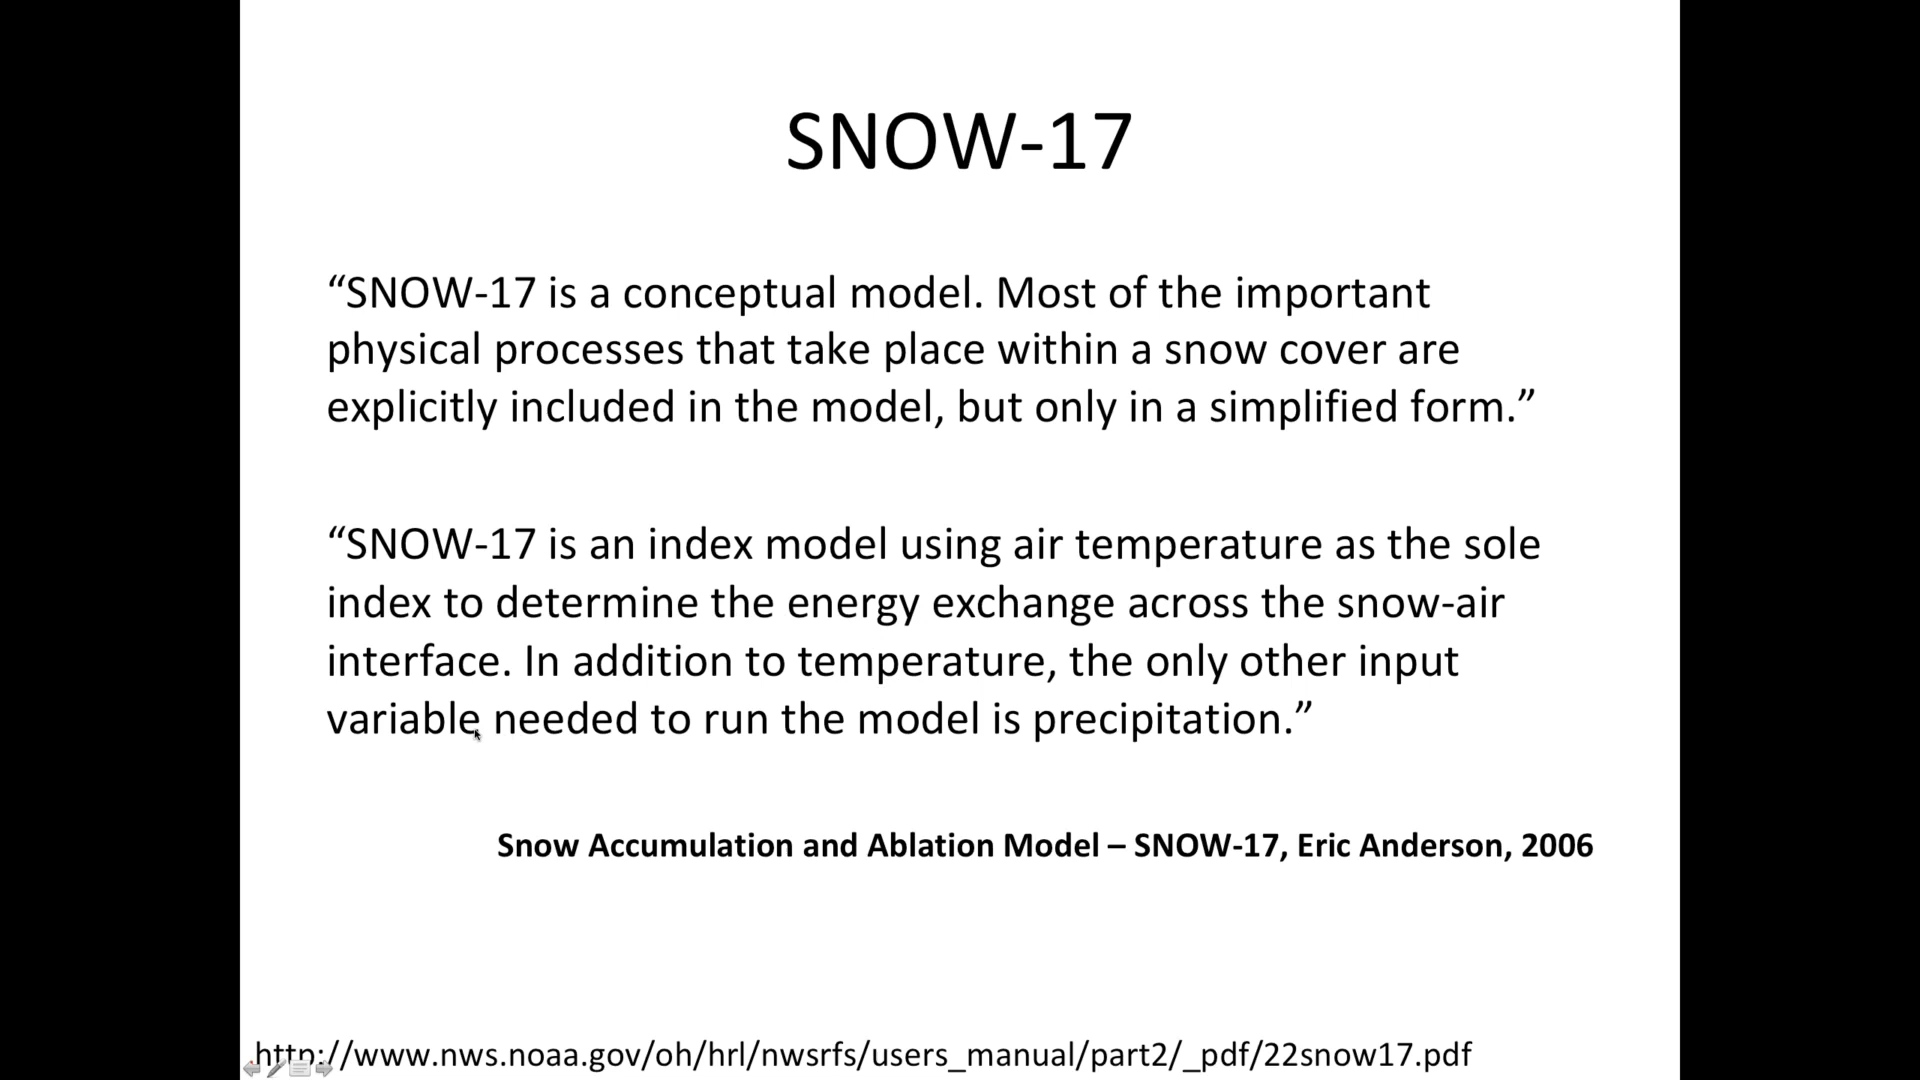 SNOW-17
“SNOW-17 is a conceptual model. Most of the important
physical processes that take place within a snow cover are
explicitly included in the model, but only in a simplified form.”
“SNOW-17 is an index model using air temperature as the sole
index to determine the energy exchange across the snow-air
interface. In addition to temperature, the only other input
variable needed to run the model is precipitation.”
Snow Accumulation and Ablation Model – SNOW-17, Eric Anderson, 2006
http://www.nws.noaa.gov/oh/hrl/nwsrfs/users_manual/part2/_pdf/22snow17.pdf